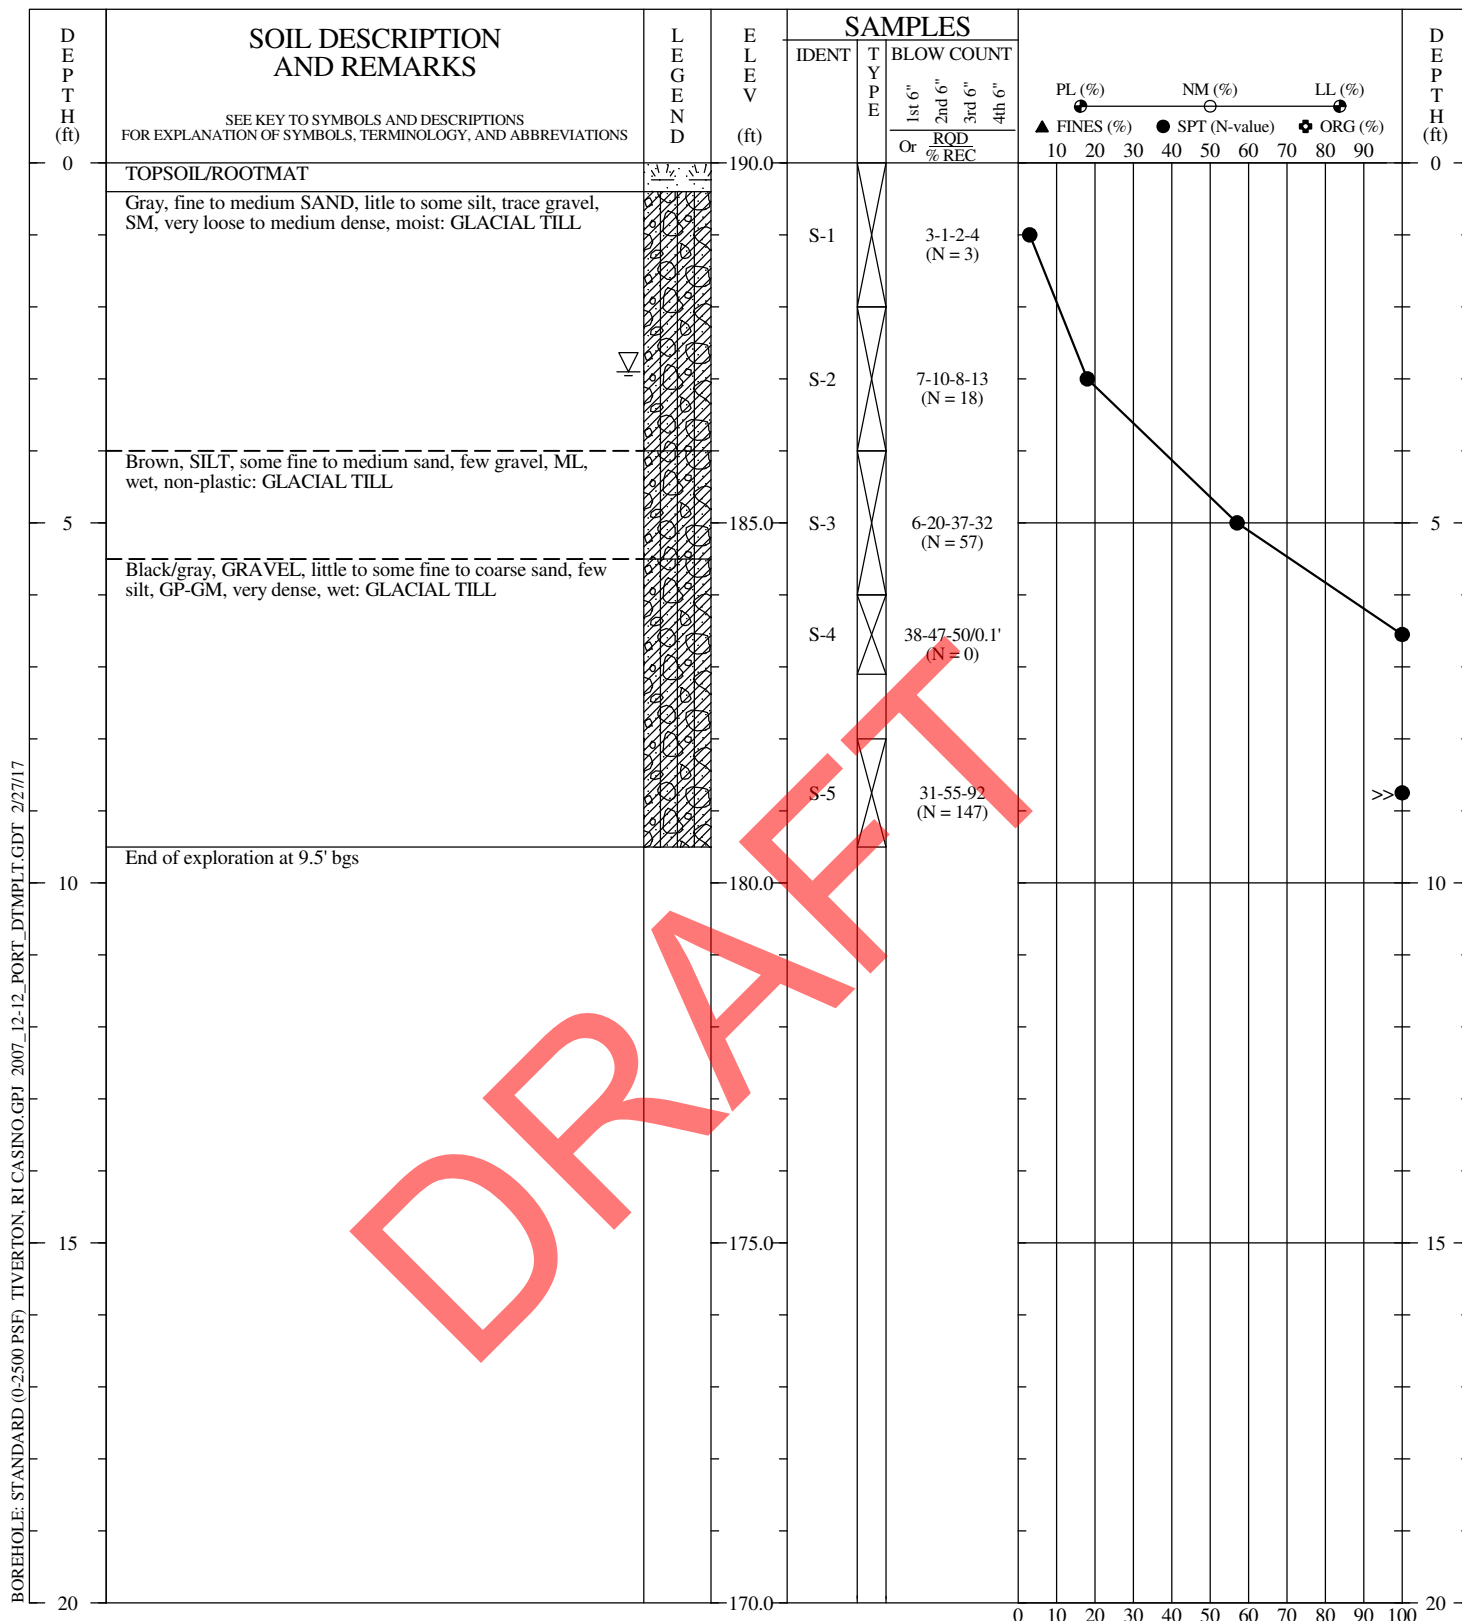 DEPTH
(ft)
SOIL DESCRIPTION
AND REMARKS
SEE KEY TO SYMBOLS AND DESCRIPTIONS
FOR EXPLANATION OF SYMBOLS, TERMINOLOGY, AND ABBREVIATIONS
LEGEND
ELEV
(ft)
SAMPLES
IDENT
TYPE
BLOW COUNT
1st 6"
2nd 6"
3rd 6"
4th 6"
Or RQD
% REC
PL (%) NM (%) LL (%)
FINES (%) SPT (N-value) ORG (%)
10 20 30 40 50 60 70 80 90
DEPTH
(ft)
0 190.0 0
TOPSOIL/ROOTMAT
Gray, fine to medium SAND, litle to some silt, trace gravel,
SM, very loose to medium dense, moist: GLACIAL TILL
S-1 3-1-2-4
(N = 3)
S-2 7-10-8-13
(N = 18)
Brown, SILT, some fine to medium sand, few gravel, ML,
wet, non-plastic: GLACIAL TILL
5 185.0 5
S-3 6-20-37-32
(N = 57)
Black/gray, GRAVEL, little to some fine to coarse sand, few
silt, GP-GM, very dense, wet: GLACIAL TILL
S-4 38-47-50/0.1'
(N = 0)
S-5 31-55-92
(N = 147)
>>
End of exploration at 9.5' bgs
10 180.0 10
15 175.0 15
20 170.0 20
0 10 20 30 40 50 60 70 80 90 100
DRAFT
BOREHOLE: STANDARD (0-2500 PSF) TIVERTON, RI CASINO.GPJ 2007_12-12_PORT_DTMPLT.GDT 2/27/17